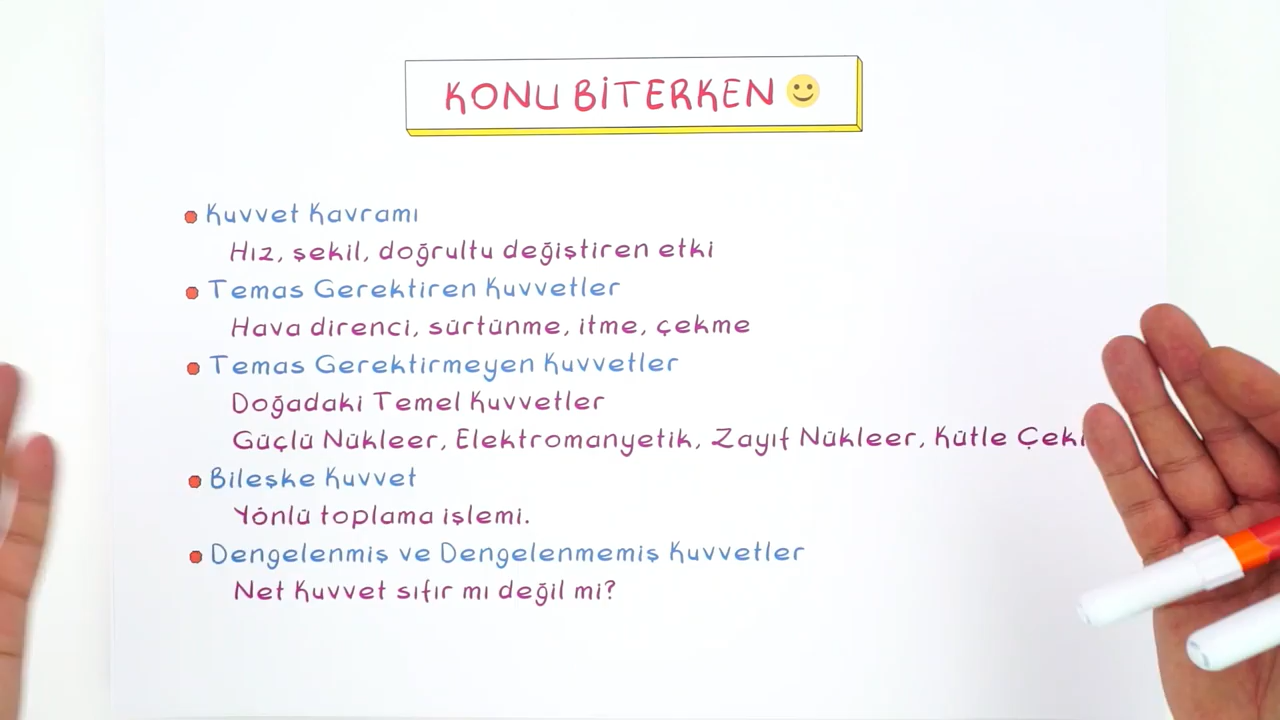 KONU BİTERKEN
Kuvvet Kavramı
Hız, şekil, doğrultu değiştiren etki
Temas Gerektiren Kuvvetler
Hava direnci, sürtünme, itme, çekme
Temas Gerektirmeyen Kuvvetler
Doğadaki Temel Kuvvetler
Güçlü Nükleer, Elektromanyetik, Zayıf Nükleer, Kütle
Bileşke Kuvvet
Yönlü toplama işlemi.
Dengelenmiş ve Dengelenmemiş Kuvvetler
Net Kuvvet sıfır mı değil mi?